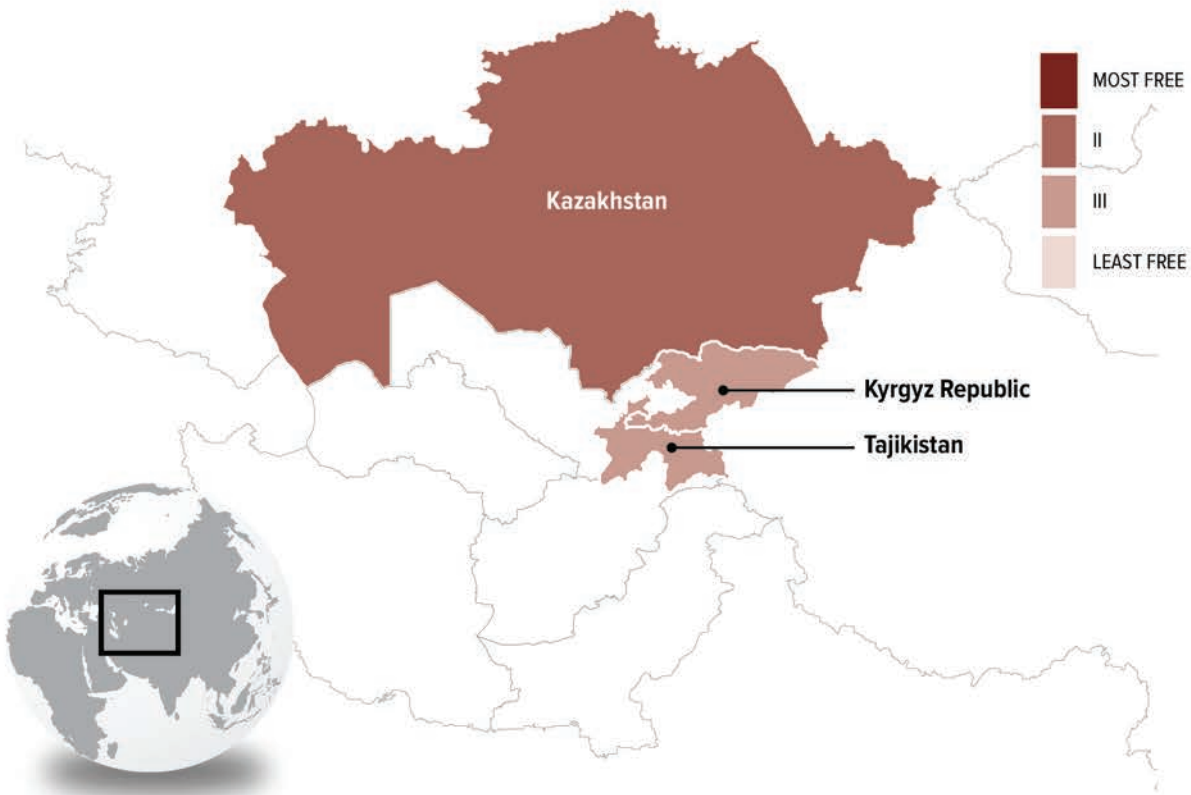 MOST FREE
II
III
LEAST FREE
Kazakhstan
Kyrgyz Republic
Tajikistan